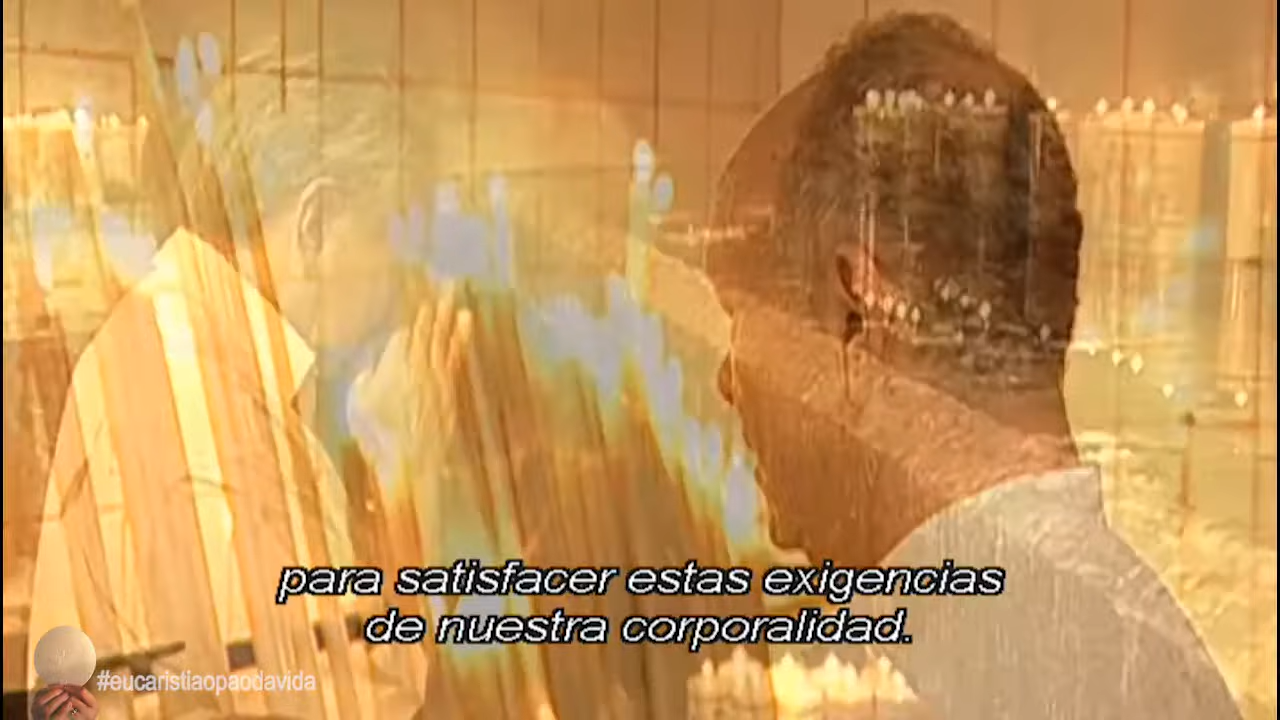 para satisfacer estas exigencias
de nuestra corporalidad.
#eucaristiaopaodavida